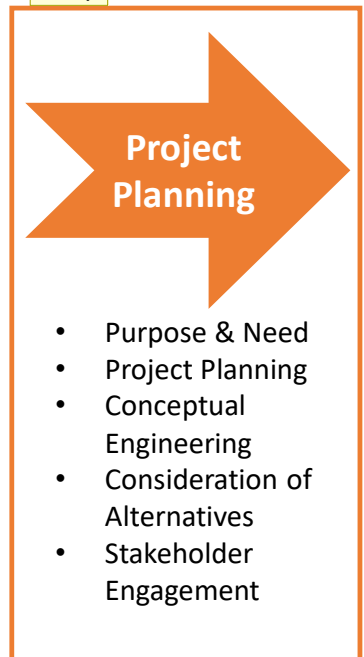 Project
Planning
• Purpose & Need
• Project Planning
• Conceptual
Engineering
• Consideration of
Alternatives
• Stakeholder
Engagement